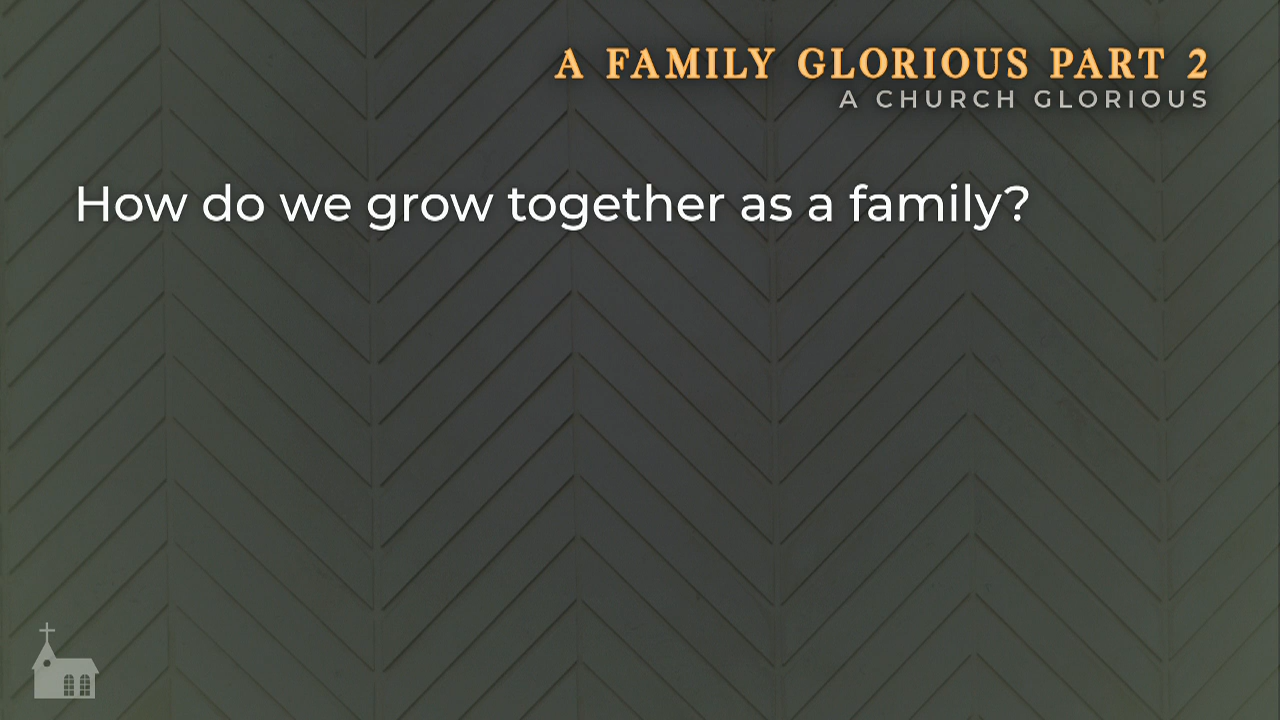 A FAMILY GLORIOUS PART 2
A CHURCH GLORIOUS
How do we grow together as a family?